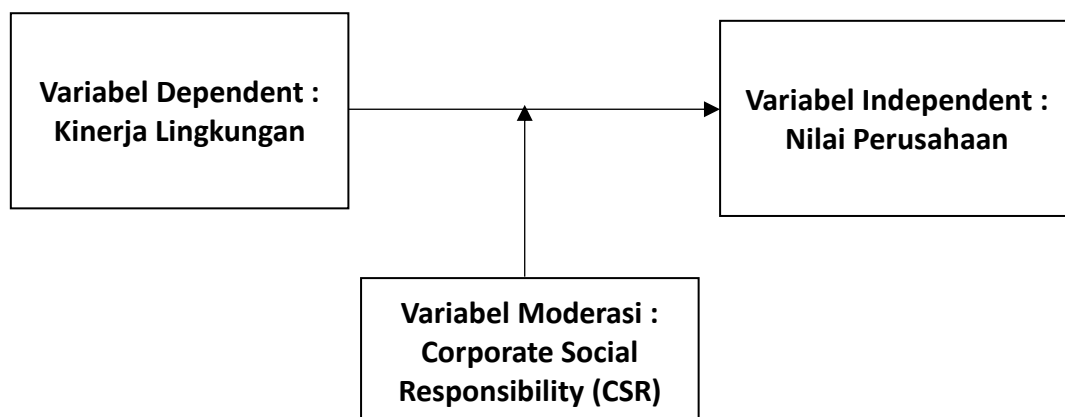 Variabel Dependent :
Kinerja Lingkungan
Variabel Independent :
Nilai Perusahaan
Variabel Moderasi :
Corporate Social
Responsibility (CSR)